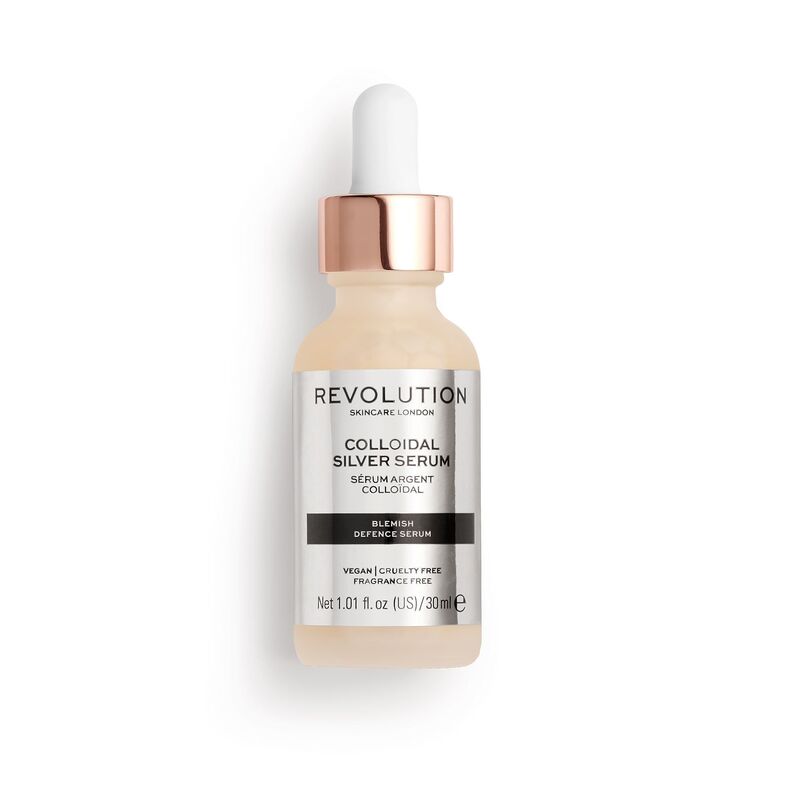 REVOLUTION
SKINCARE LONDON
COLLOIDAL
SILVER SERUM
SÉRUM ARGENT
COLLOÏDAL
BLEMISH
DEFENCE SERUM
VEGAN | CRUELTY FREE
FRAGRANCE FREE
Net 1.01 fl. oz (US)/30ml ℮